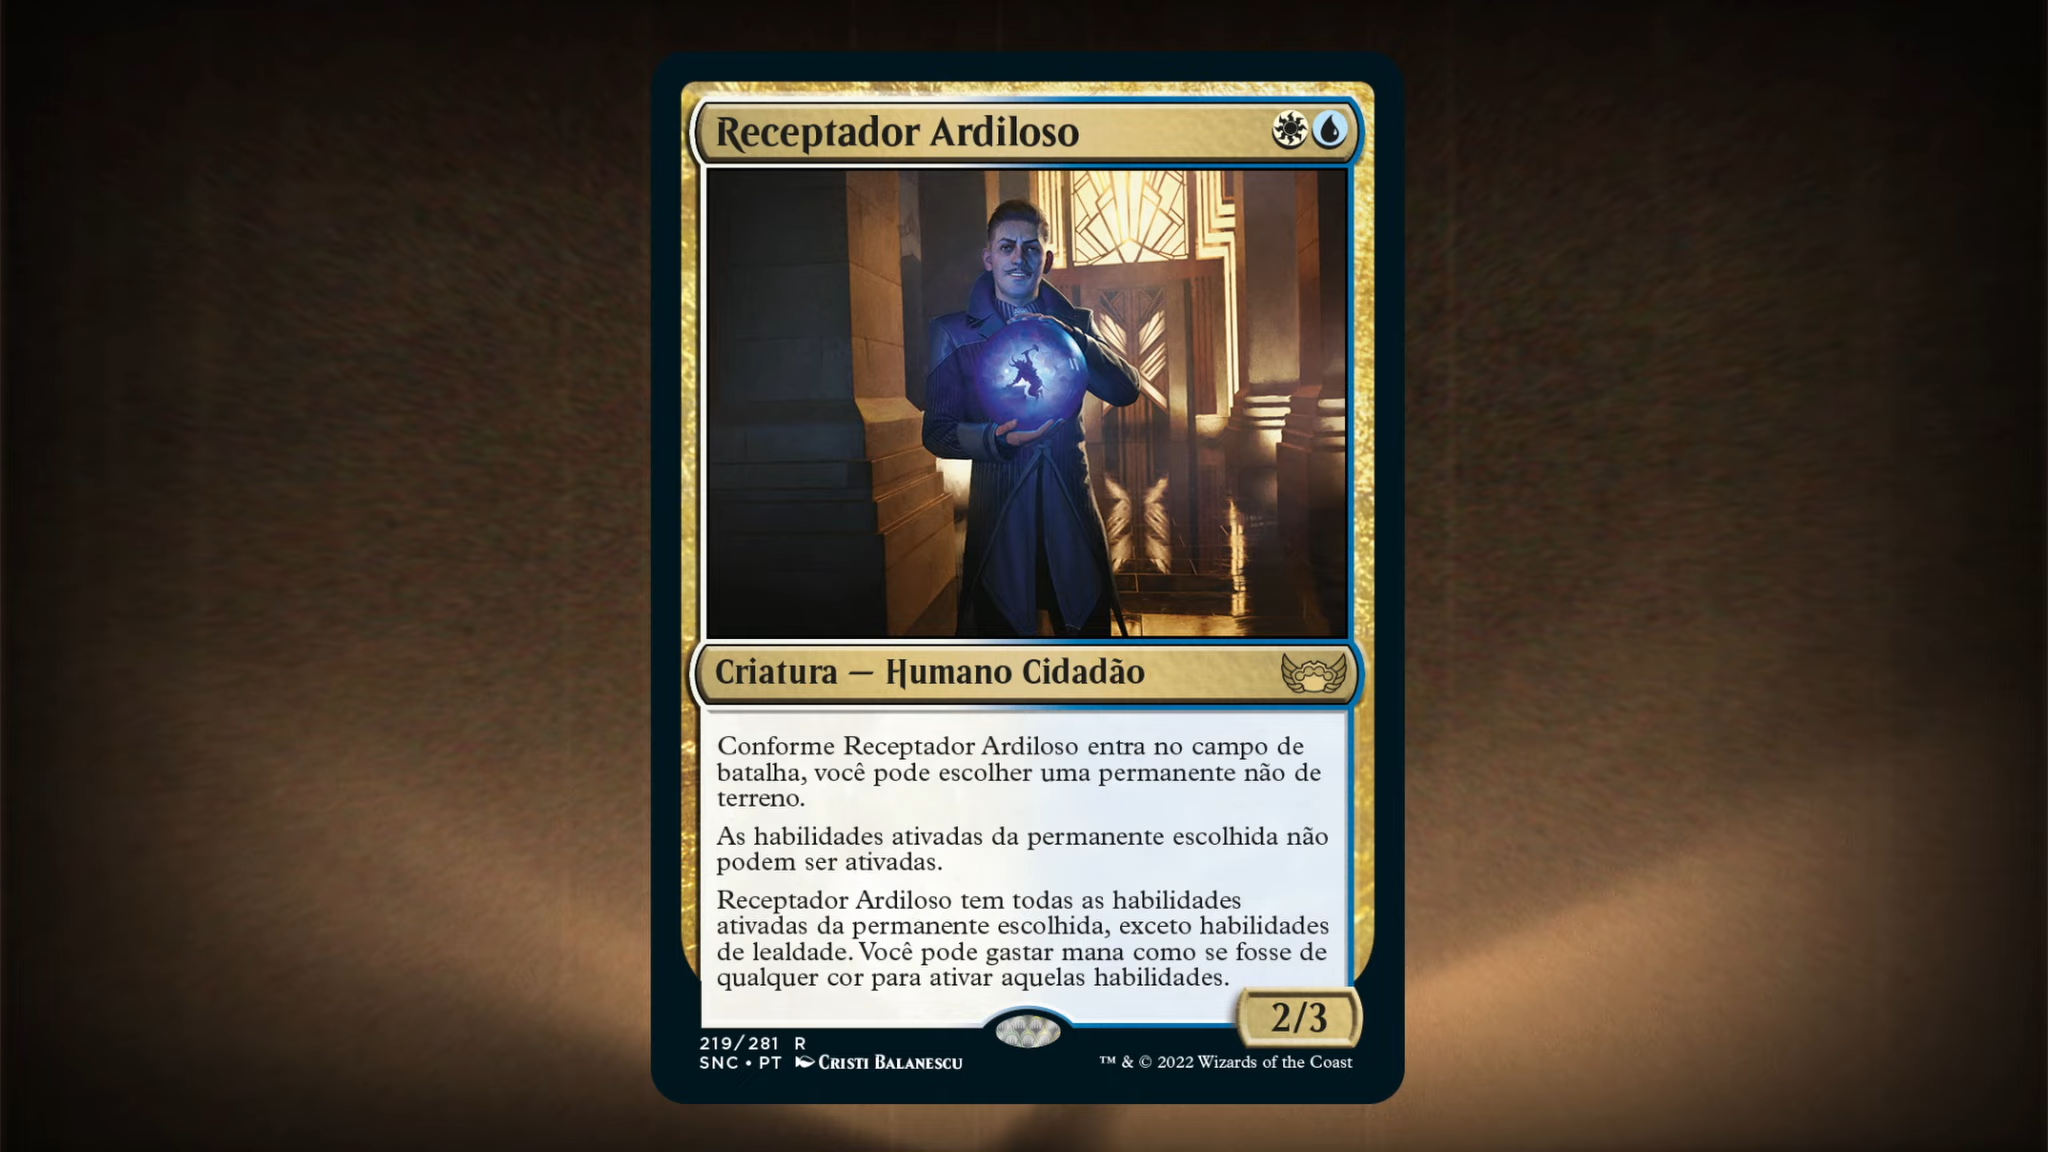 Receptador Ardiloso
Criatura — Humano Cidadão
Conforme Receptador Ardiloso entra no campo de
batalha, você pode escolher uma permanente não de
terreno.
As habilidades ativadas da permanente escolhida não
podem ser ativadas.
Receptador Ardiloso tem todas as habilidades
ativadas da permanente escolhida, exceto habilidades
de lealdade. Você pode gastar mana como se fosse de
qualquer cor para ativar aquelas habilidades.
2/3
219/281 R
SNC • PT CRISTI BALANESCU
™ & © 2022 Wizards of the Coast